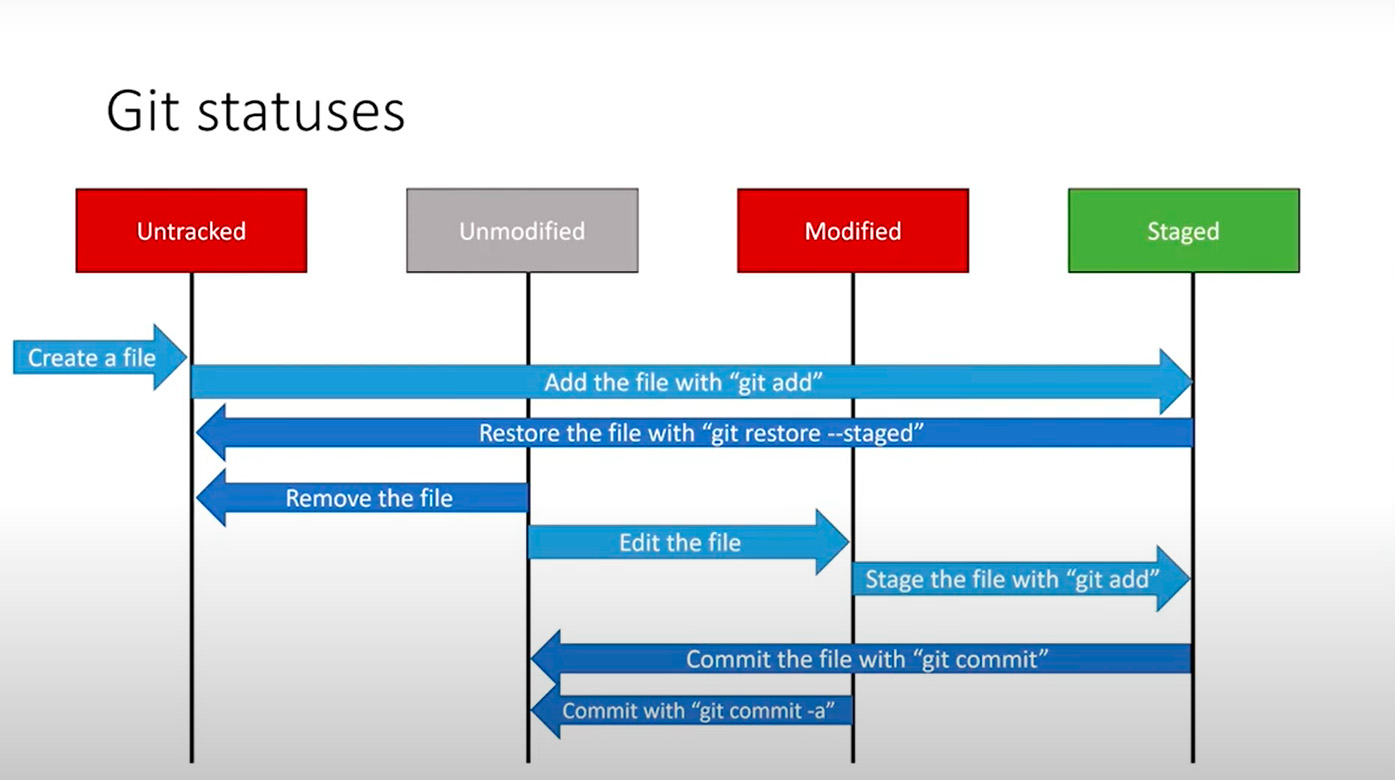 Git statuses
Untracked
Unmodified
Modified
Staged
Create a file
Add the file with “git add”
Restore the file with “git restore --staged”
Remove the file
Edit the file
Stage the file with “git add”
Commit the file with “git commit”
Commit with “git commit -a”